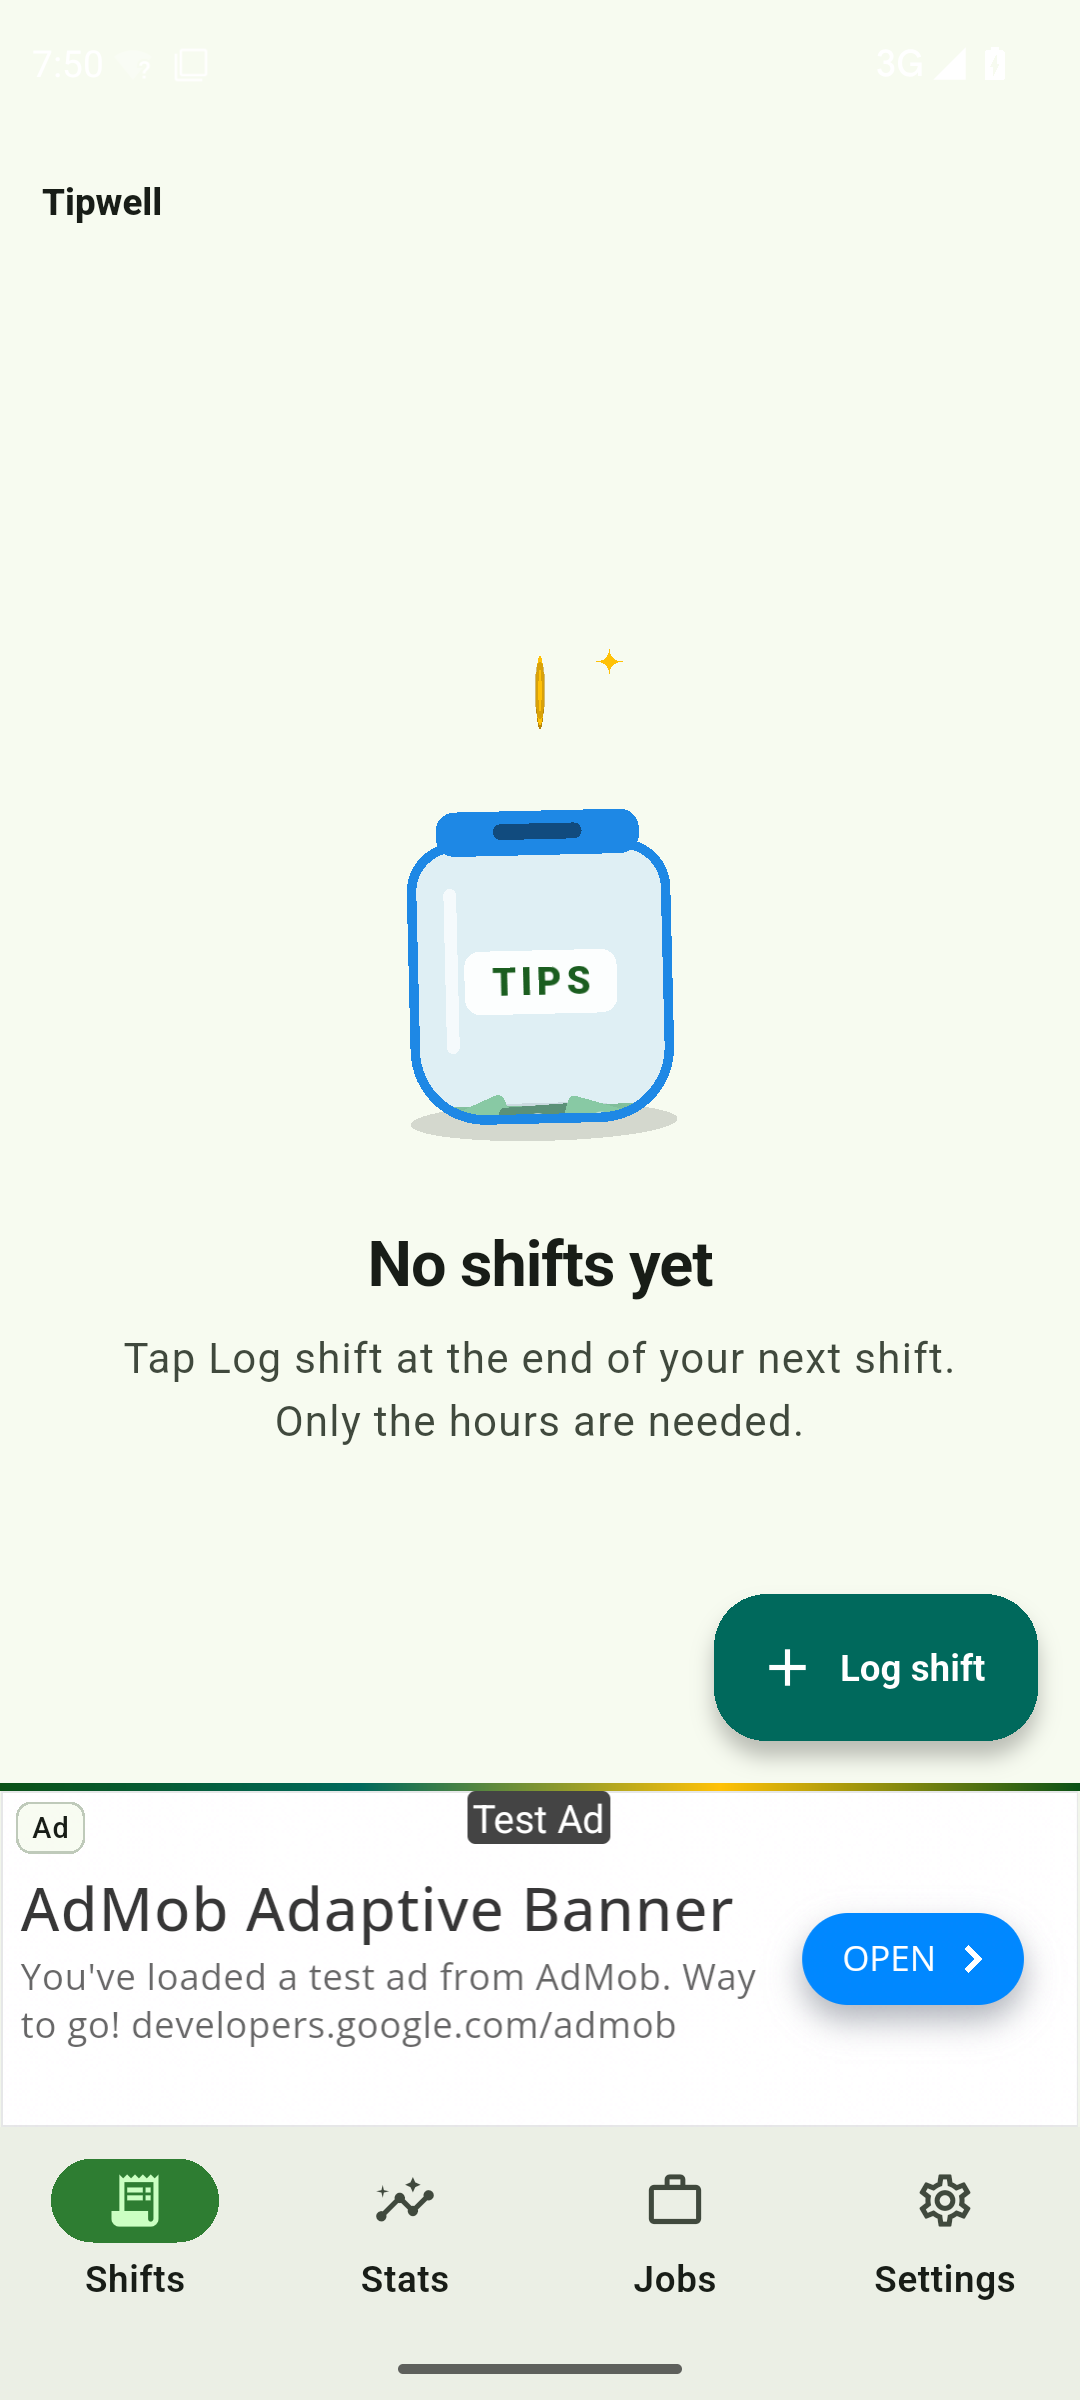 7:50
3G
Tipwell
TIPS
No shifts yet
Tap Log shift at the end of your next shift.
Only the hours are needed.
Log shift
Ad
Test Ad
AdMob Adaptive Banner
You've loaded a test ad from AdMob. Way
to go! developers.google.com/admob
OPEN
Shifts
Stats
Jobs
Settings